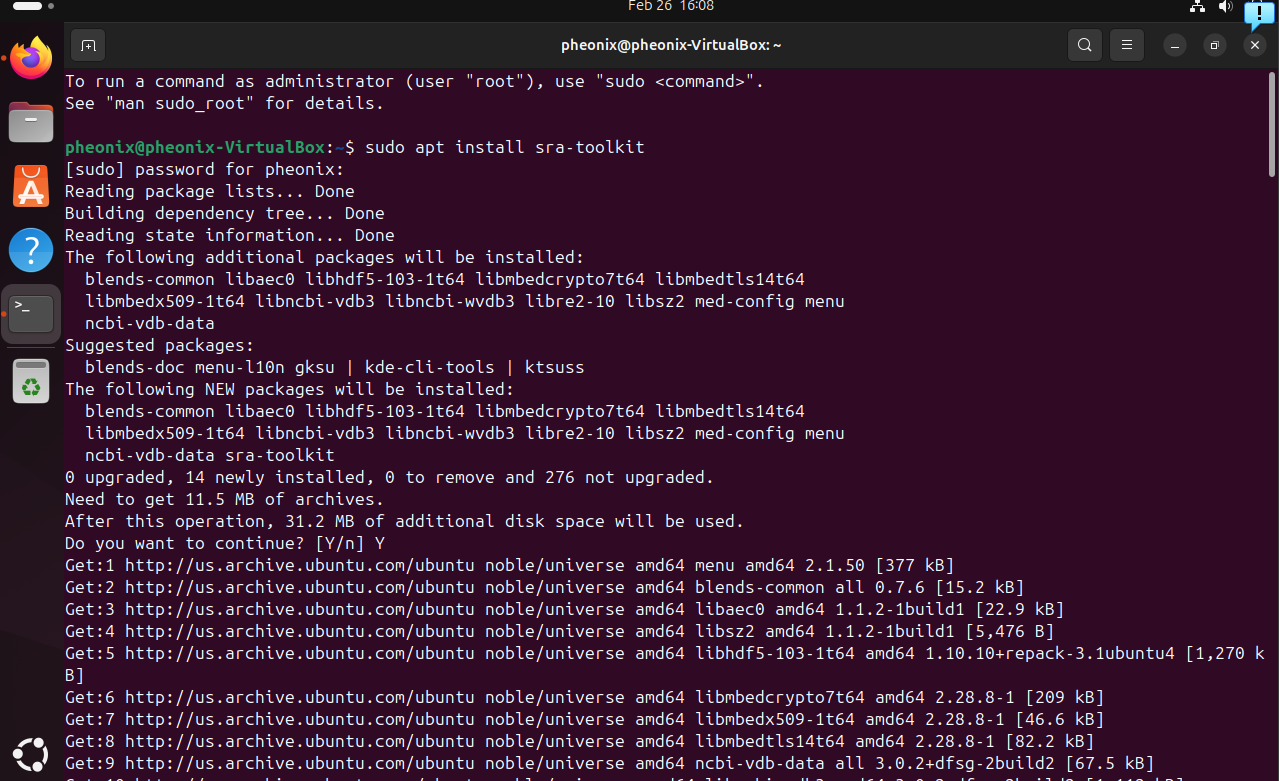 Feb 26 16:08
pheonix@pheonix-VirtualBox: ~
To run a command as administrator (user "root"), use "sudo <command>".
See "man sudo_root" for details.
pheonix@pheonix-VirtualBox:~$ sudo apt install sra-toolkit
[sudo] password for pheonix:
Reading package lists... Done
Building dependency tree... Done
Reading state information... Done
The following additional packages will be installed:
blends-common libaec0 libhdf5-103-1t64 libmbedcrypto7t64 libmbedtls14t64
libmbedx509-1t64 libncbi-vdb3 libncbi-wvdb3 libre2-10 libsz2 med-config menu
ncbi-vdb-data
Suggested packages:
blends-doc menu-l10n gksu | kde-cli-tools | ktsuss
The following NEW packages will be installed:
blends-common libaec0 libhdf5-103-1t64 libmbedcrypto7t64 libmbedtls14t64
libmbedx509-1t64 libncbi-vdb3 libncbi-wvdb3 libre2-10 libsz2 med-config menu
ncbi-vdb-data sra-toolkit
0 upgraded, 14 newly installed, 0 to remove and 276 not upgraded.
Need to get 11.5 MB of archives.
After this operation, 31.2 MB of additional disk space will be used.
Do you want to continue? [Y/n] Y
Get:1 http://us.archive.ubuntu.com/ubuntu noble/universe amd64 menu amd64 2.1.50 [377 kB]
Get:2 http://us.archive.ubuntu.com/ubuntu noble/universe amd64 blends-common all 0.7.6 [15.2 kB]
Get:3 http://us.archive.ubuntu.com/ubuntu noble/universe amd64 libaec0 amd64 1.1.2-1build1 [22.9 kB]
Get:4 http://us.archive.ubuntu.com/ubuntu noble/universe amd64 libsz2 amd64 1.1.2-1build1 [5,476 B]
Get:5 http://us.archive.ubuntu.com/ubuntu noble/universe amd64 libhdf5-103-1t64 amd64 1.10.10+repack-3.1ubuntu4 [1,270 k
B]
Get:6 http://us.archive.ubuntu.com/ubuntu noble/universe amd64 libmbedcrypto7t64 amd64 2.28.8-1 [209 kB]
Get:7 http://us.archive.ubuntu.com/ubuntu noble/universe amd64 libmbedx509-1t64 amd64 2.28.8-1 [46.6 kB]
Get:8 http://us.archive.ubuntu.com/ubuntu noble/universe amd64 libmbedtls14t64 amd64 2.28.8-1 [82.2 kB]
Get:9 http://us.archive.ubuntu.com/ubuntu noble/universe amd64 ncbi-vdb-data all 3.0.2+dfsg-2build2 [67.5 kB]